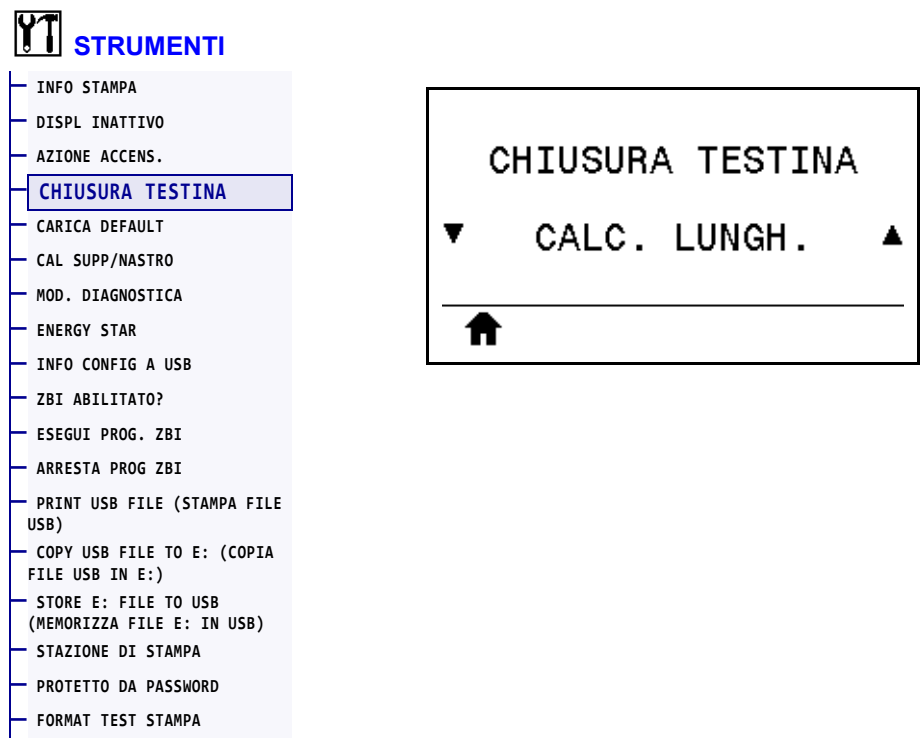 STRUMENTI
INFO STAMPA
DISPL INATTIVO
AZIONE ACCENS.
CHIUSURA TESTINA
CARICA DEFAULT
CAL SUPP/NASTRO
MOD. DIAGNOSTICA
ENERGY STAR
INFO CONFIG A USB
ZBI ABILITATO?
ESEGUI PROG. ZBI
ARRESTA PROG ZBI
PRINT USB FILE (STAMPA FILE
USB)
COPY USB FILE TO E: (COPIA
FILE USB IN E:)
STORE E: FILE TO USB
(MEMORIZZA FILE E: IN USB)
STAZIONE DI STAMPA
PROTETTO DA PASSWORD
FORMAT TEST STAMPA
CHIUSURA TESTINA
▼ CALC. LUNGH. ▲